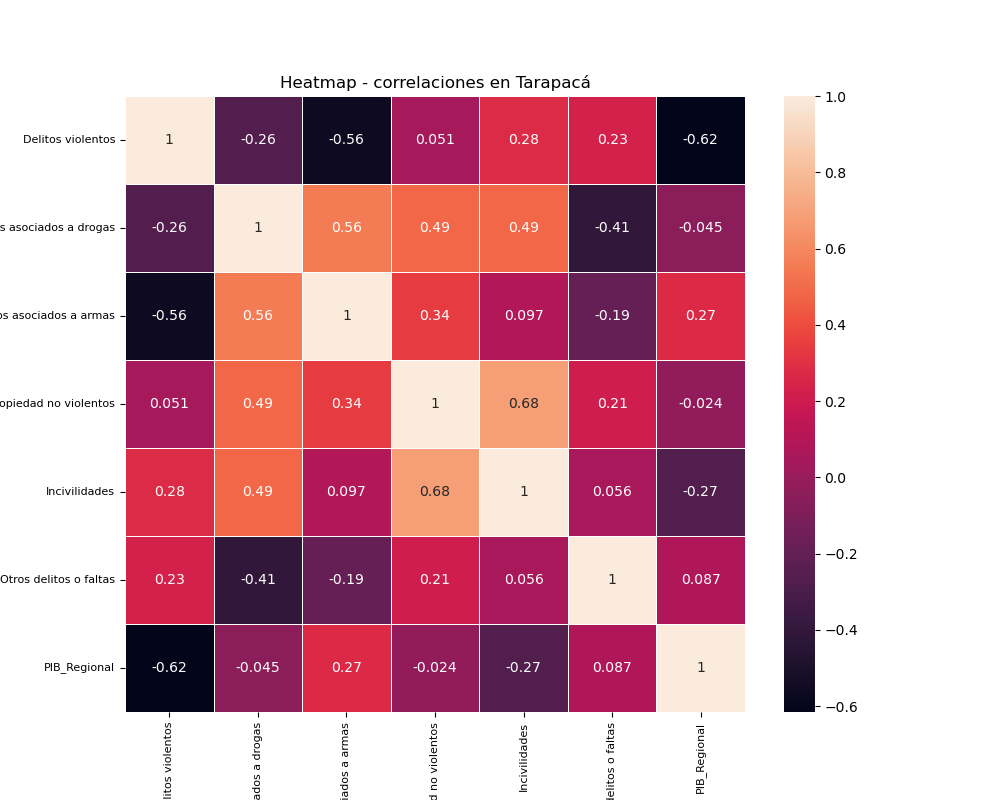 Heatmap - correlaciones en Tarapacá
Delitos violentos 1 -0.26 -0.56 0.051 0.28 0.23 -0.62
asociados a drogas -0.26 1 0.56 0.49 0.49 -0.41 -0.045
asociados a armas -0.56 0.56 1 0.34 0.097 -0.19 0.27
no violentos 0.051 0.49 0.34 1 0.68 0.21 -0.024
Incivilidades 0.28 0.49 0.097 0.68 1 0.056 -0.27
Otros delitos o faltas 0.23 -0.41 -0.19 0.21 0.056 1 0.087
PIB_Regional -0.62 -0.045 0.27 -0.024 -0.27 0.087 1
violentos
a drogas
a armas
no violentos
Incivilidades
delitos o faltas
PIB_Regional
1.0
0.8
0.6
0.4
0.2
0.0
−0.2
−0.4
−0.6